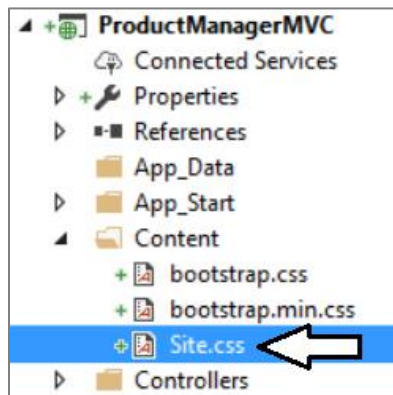 ProductManagerMVC
Connected Services
Properties
References
App_Data
App_Start
Content
bootstrap.css
bootstrap.min.css
Site.css
Controllers